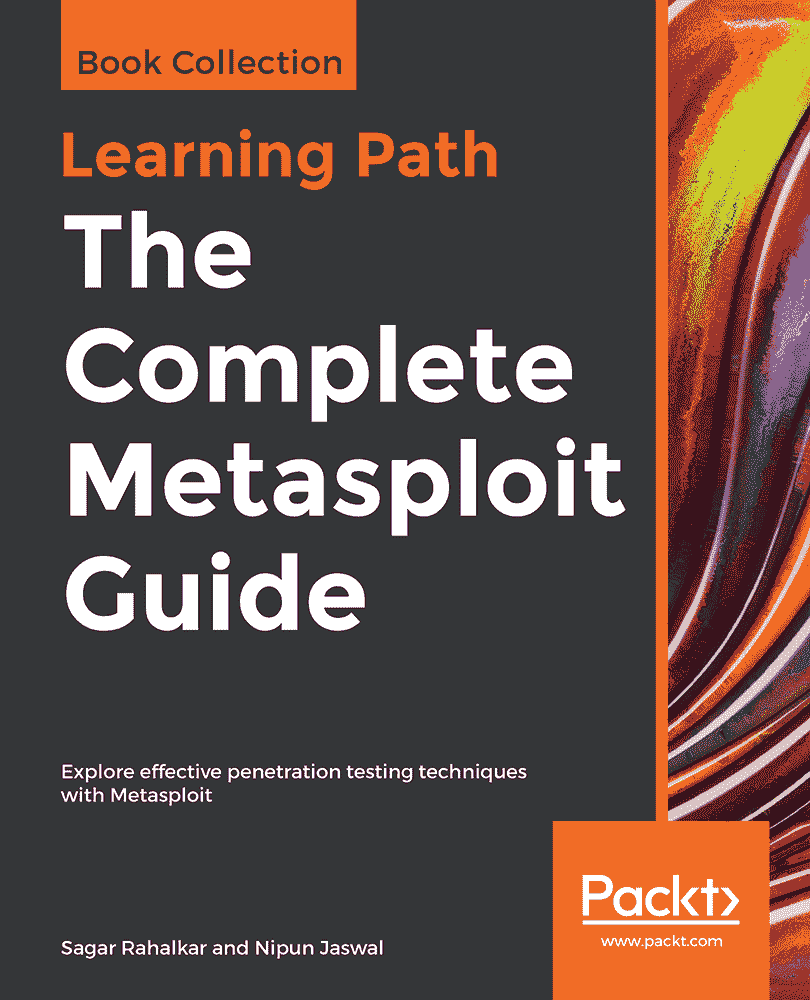 Book Collection
Learning Path
The
Complete
Metasploit
Guide
Explore effective penetration testing techniques
with Metasploit
Sagar Rahalkar and Nipun Jaswal
Packt>
www.packt.com